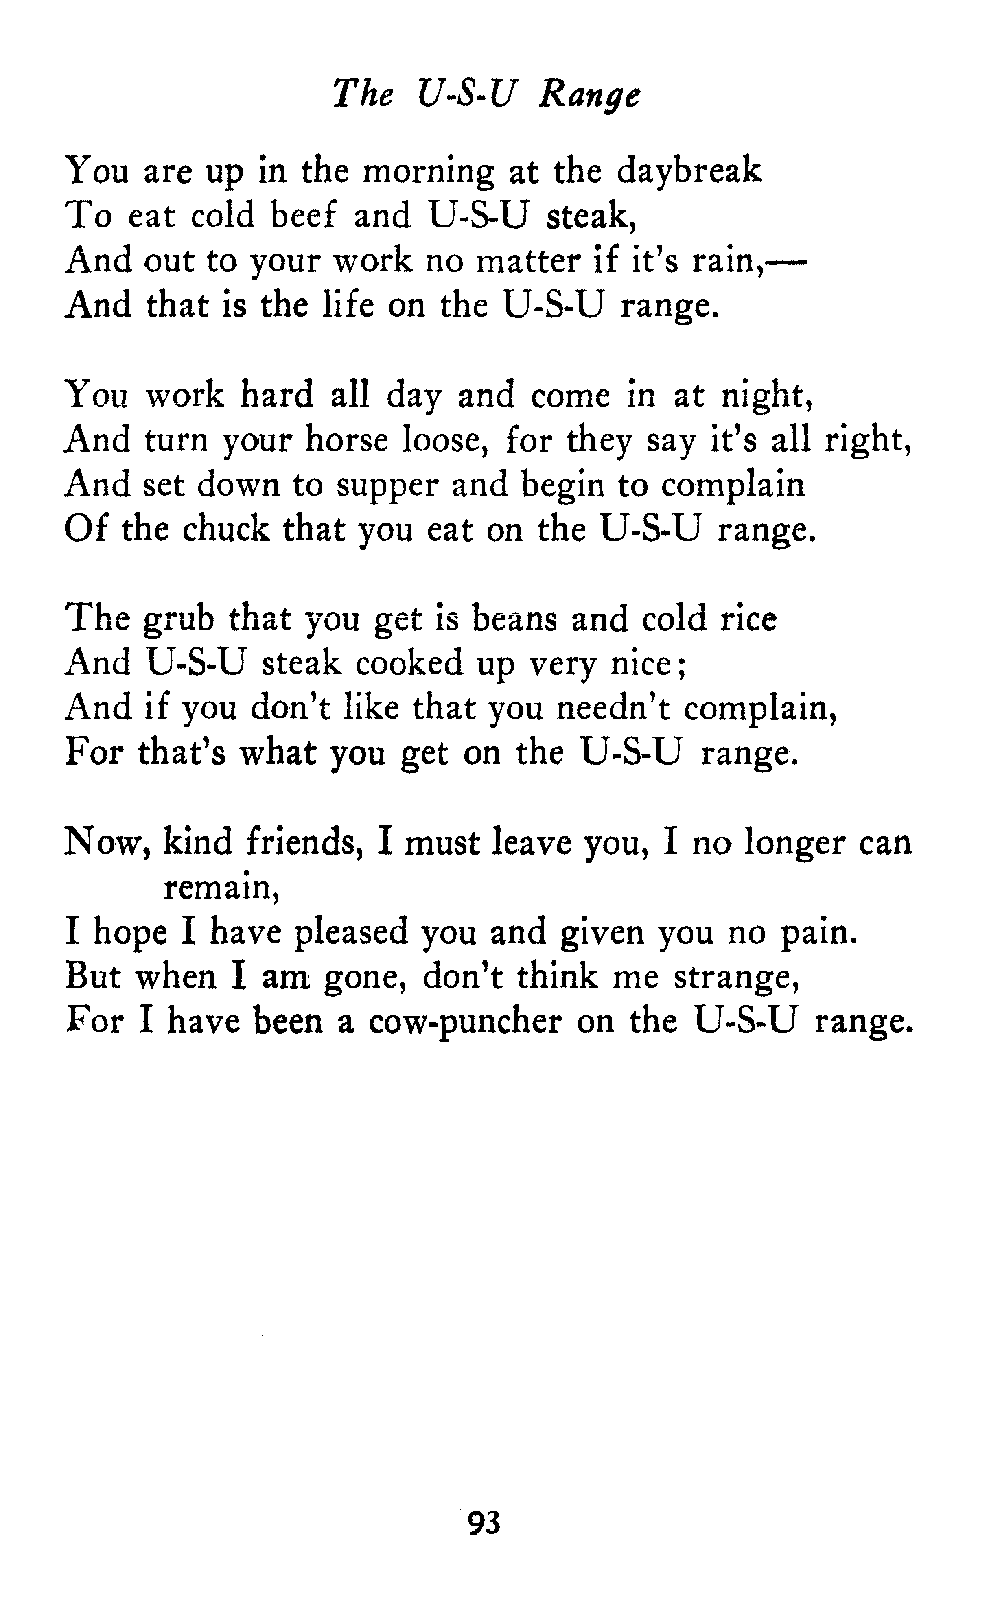 The U-S-U Range
You are up in the morning at the daybreak
To eat cold beef and U-S-U steak,
And out to your work no matter if it's rain,—
And that is the life on the U-S-U range.
You work hard all day and come in at night,
And turn your horse loose, for they say it's all right,
And set down to supper and begin to complain
Of the chuck that you eat on the U-S-U range.
The grub that you get is beans and cold rice
And U-S-U steak cooked up very nice;
And if you don't like that you needn't complain,
For that's what you get on the U-S-U range.
Now, kind friends, I must leave you, I no longer can
remain,
I hope I have pleased you and given you no pain.
But when I am gone, don't think me strange,
For I have been a cow-puncher on the U-S-U range.
93